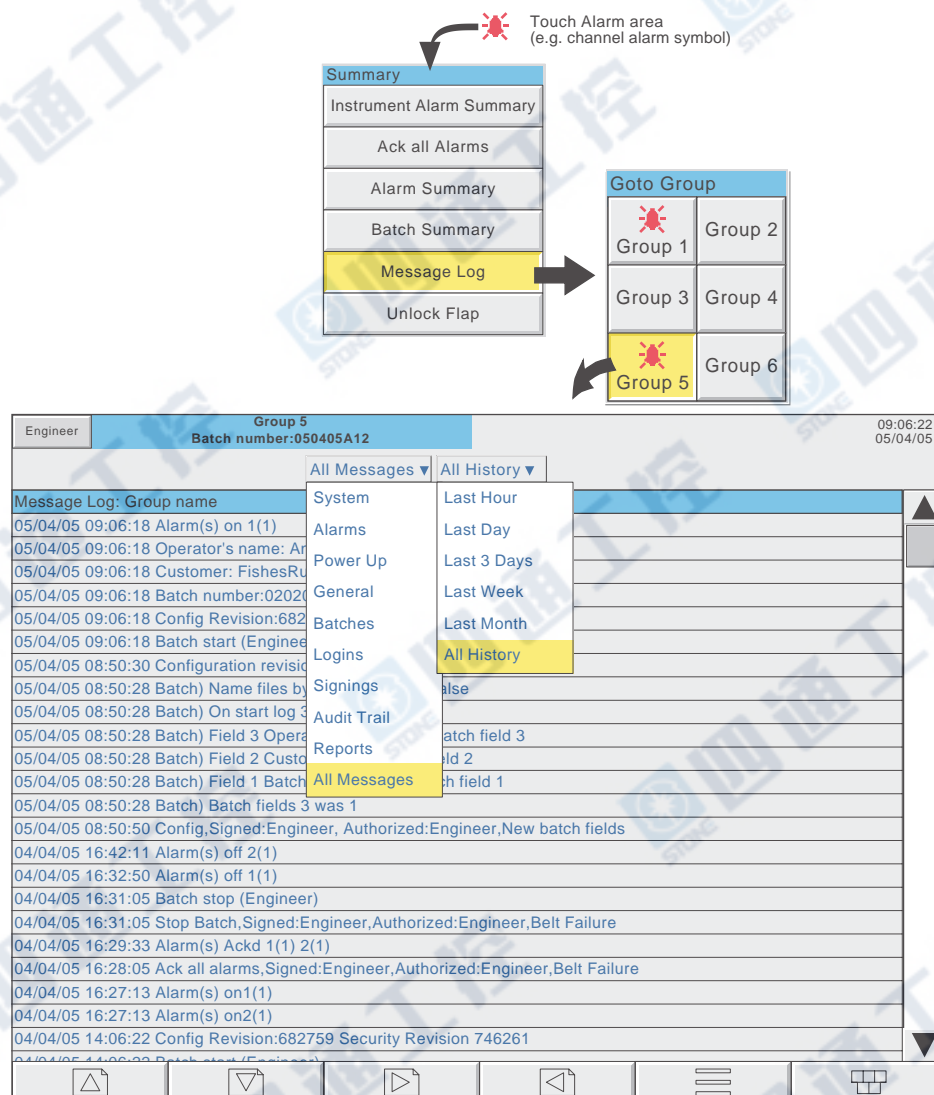 Touch Alarm area
(e.g. channel alarm symbol)
Summary
Instrument Alarm Summary
Ack all Alarms
Alarm Summary
Batch Summary
Message Log
Unlock Flap
Goto Group
Group 1
Group 2
Group 3
Group 4
Group 5
Group 6
Engineer
Group 5
Batch number:050405A12
09:06:22
05/04/05
All Messages ▼
All History ▼
System
Alarms
Power Up
General
Batches
Logins
Signings
Audit Trail
Reports
All Messages
Last Hour
Last Day
Last 3 Days
Last Week
Last Month
All History
Message Log: Group name
05/04/05 09:06:18 Alarm(s) on 1(1)
05/04/05 09:06:18 Operator's name: Ar
05/04/05 09:06:18 Customer: FishesRu
05/04/05 09:06:18 Batch number:0202
05/04/05 09:06:18 Config Revision:682
05/04/05 09:06:18 Batch start (Enginee
05/04/05 08:50:30 Configuration revisio
05/04/05 08:50:28 Batch) Name files by alse
05/04/05 08:50:28 Batch) On start log 3
05/04/05 08:50:28 Batch) Field 3 Opera atch field 3
05/04/05 08:50:28 Batch) Field 2 Custo eld 2
05/04/05 08:50:28 Batch) Field 1 Batch ch field 1
05/04/05 08:50:28 Batch) Batch fields 3 was 1
05/04/05 08:50:50 Config,Signed:Engineer, Authorized:Engineer,New batch fields
04/04/05 16:42:11 Alarm(s) off 2(1)
04/04/05 16:32:50 Alarm(s) off 1(1)
04/04/05 16:31:05 Batch stop (Engineer)
04/04/05 16:31:05 Stop Batch,Signed:Engineer,Authorized:Engineer,Belt Failure
04/04/05 16:29:33 Alarm(s) Ackd 1(1) 2(1)
04/04/05 16:28:05 Ack all alarms,Signed:Engineer,Authorized:Engineer,Belt Failure
04/04/05 16:27:13 Alarm(s) on1(1)
04/04/05 16:27:13 Alarm(s) on2(1)
04/04/05 14:06:22 Config Revision:682759 Security Revision 746261
04/04/05 14:06:22 Batch start (Engineer)
四通工控
STONE